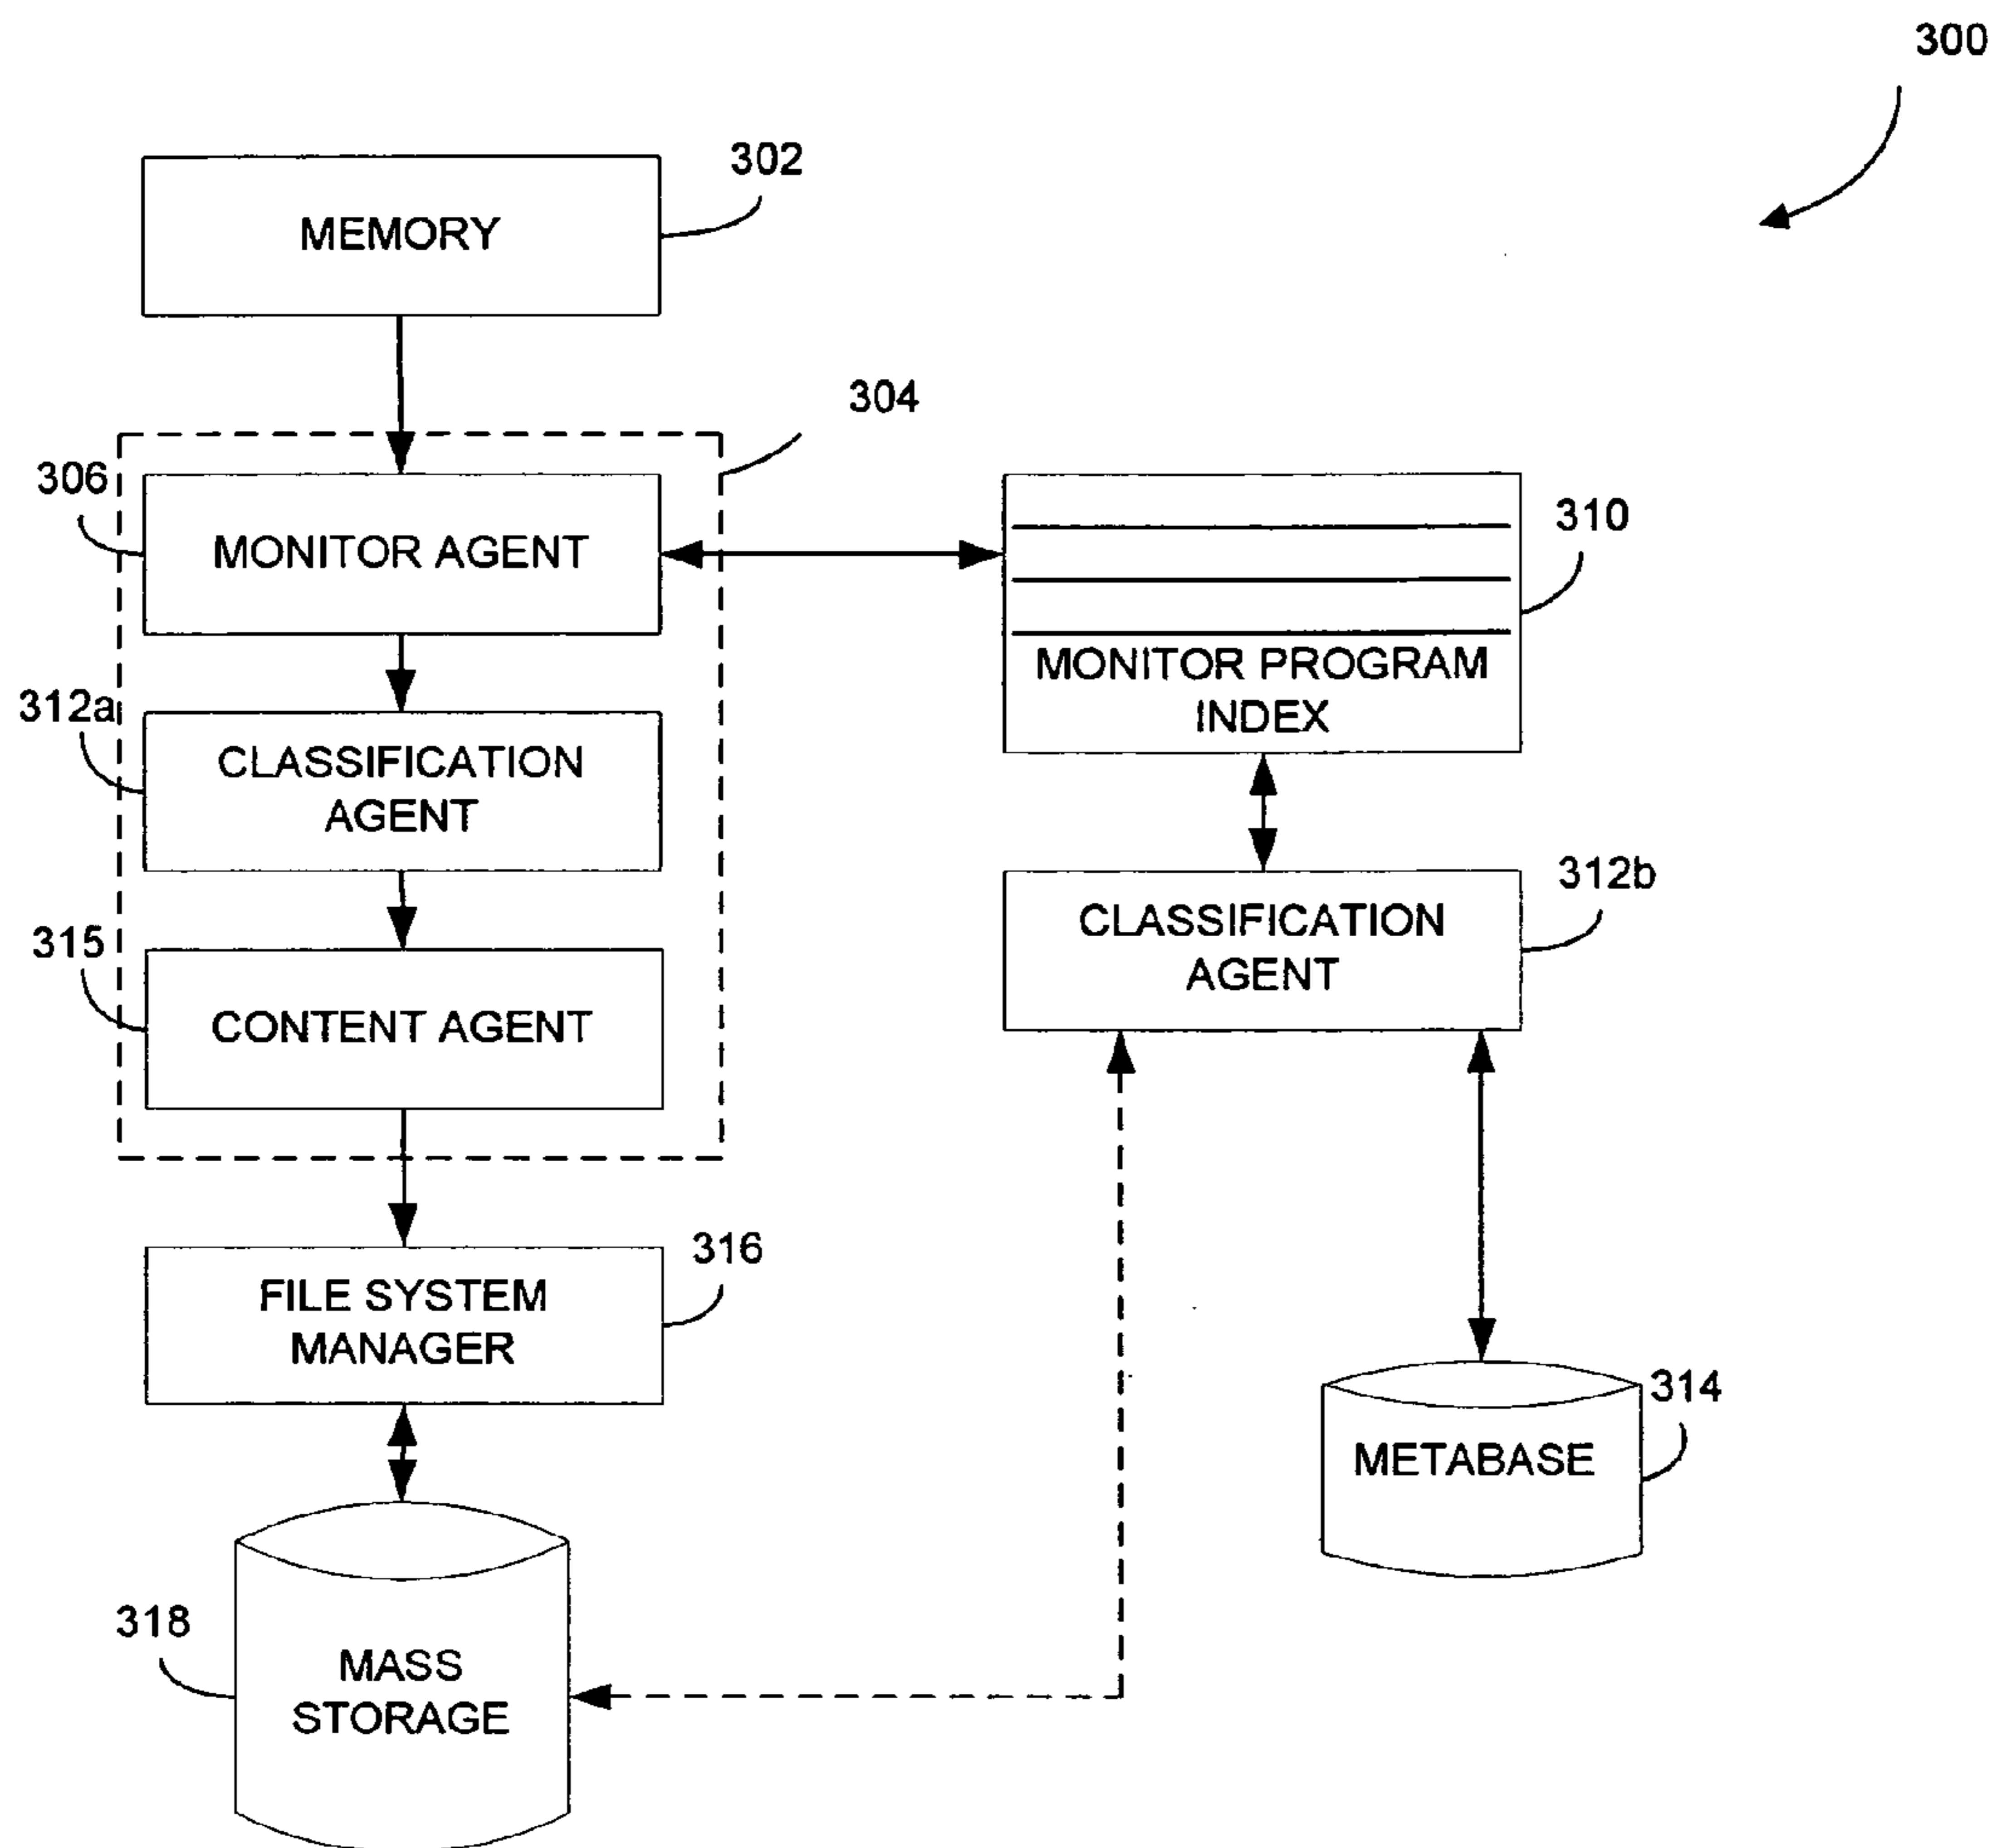 300
302
MEMORY
304
306
MONITOR AGENT
310
MONITOR PROGRAM
INDEX
312a
CLASSIFICATION
AGENT
312b
CLASSIFICATION
AGENT
315
CONTENT AGENT
316
FILE SYSTEM
MANAGER
314
METABASE
318
MASS
STORAGE